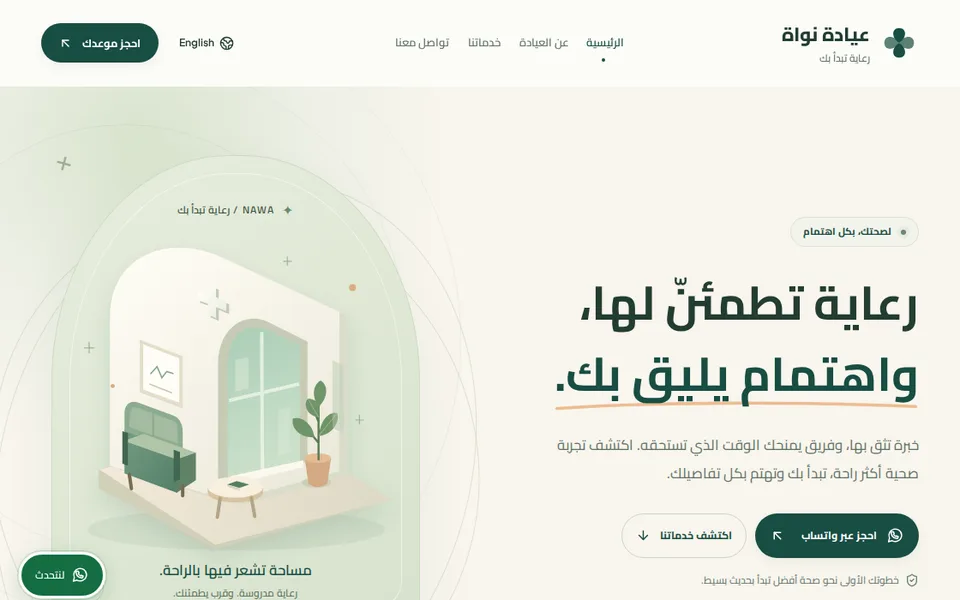 عيادة نواة
رعاية تبدأ بك
الرئيسية
عن العيادة
خدماتنا
تواصل معنا
English
احجز موعدك
لصحتك، بكل اهتمام
رعاية تطمئنّ لها،
واهتمام يليق بك.
خبرة تثق بها، وفريق يمنحك الوقت الذي تستحقه. اكتشف تجربة
صحية أكثر راحة، تبدأ بك وتهتم بكل تفاصيلك.
احجز عبر واتساب
اكتشف خدماتنا
خطوتك الأولى نحو صحة أفضل تبدأ بحديث بسيط.
NAWA / رعاية تبدأ بك
مساحة تشعر فيها بالراحة.
رعاية مدروسة. وقرب يطمئنك.
لنتحدث